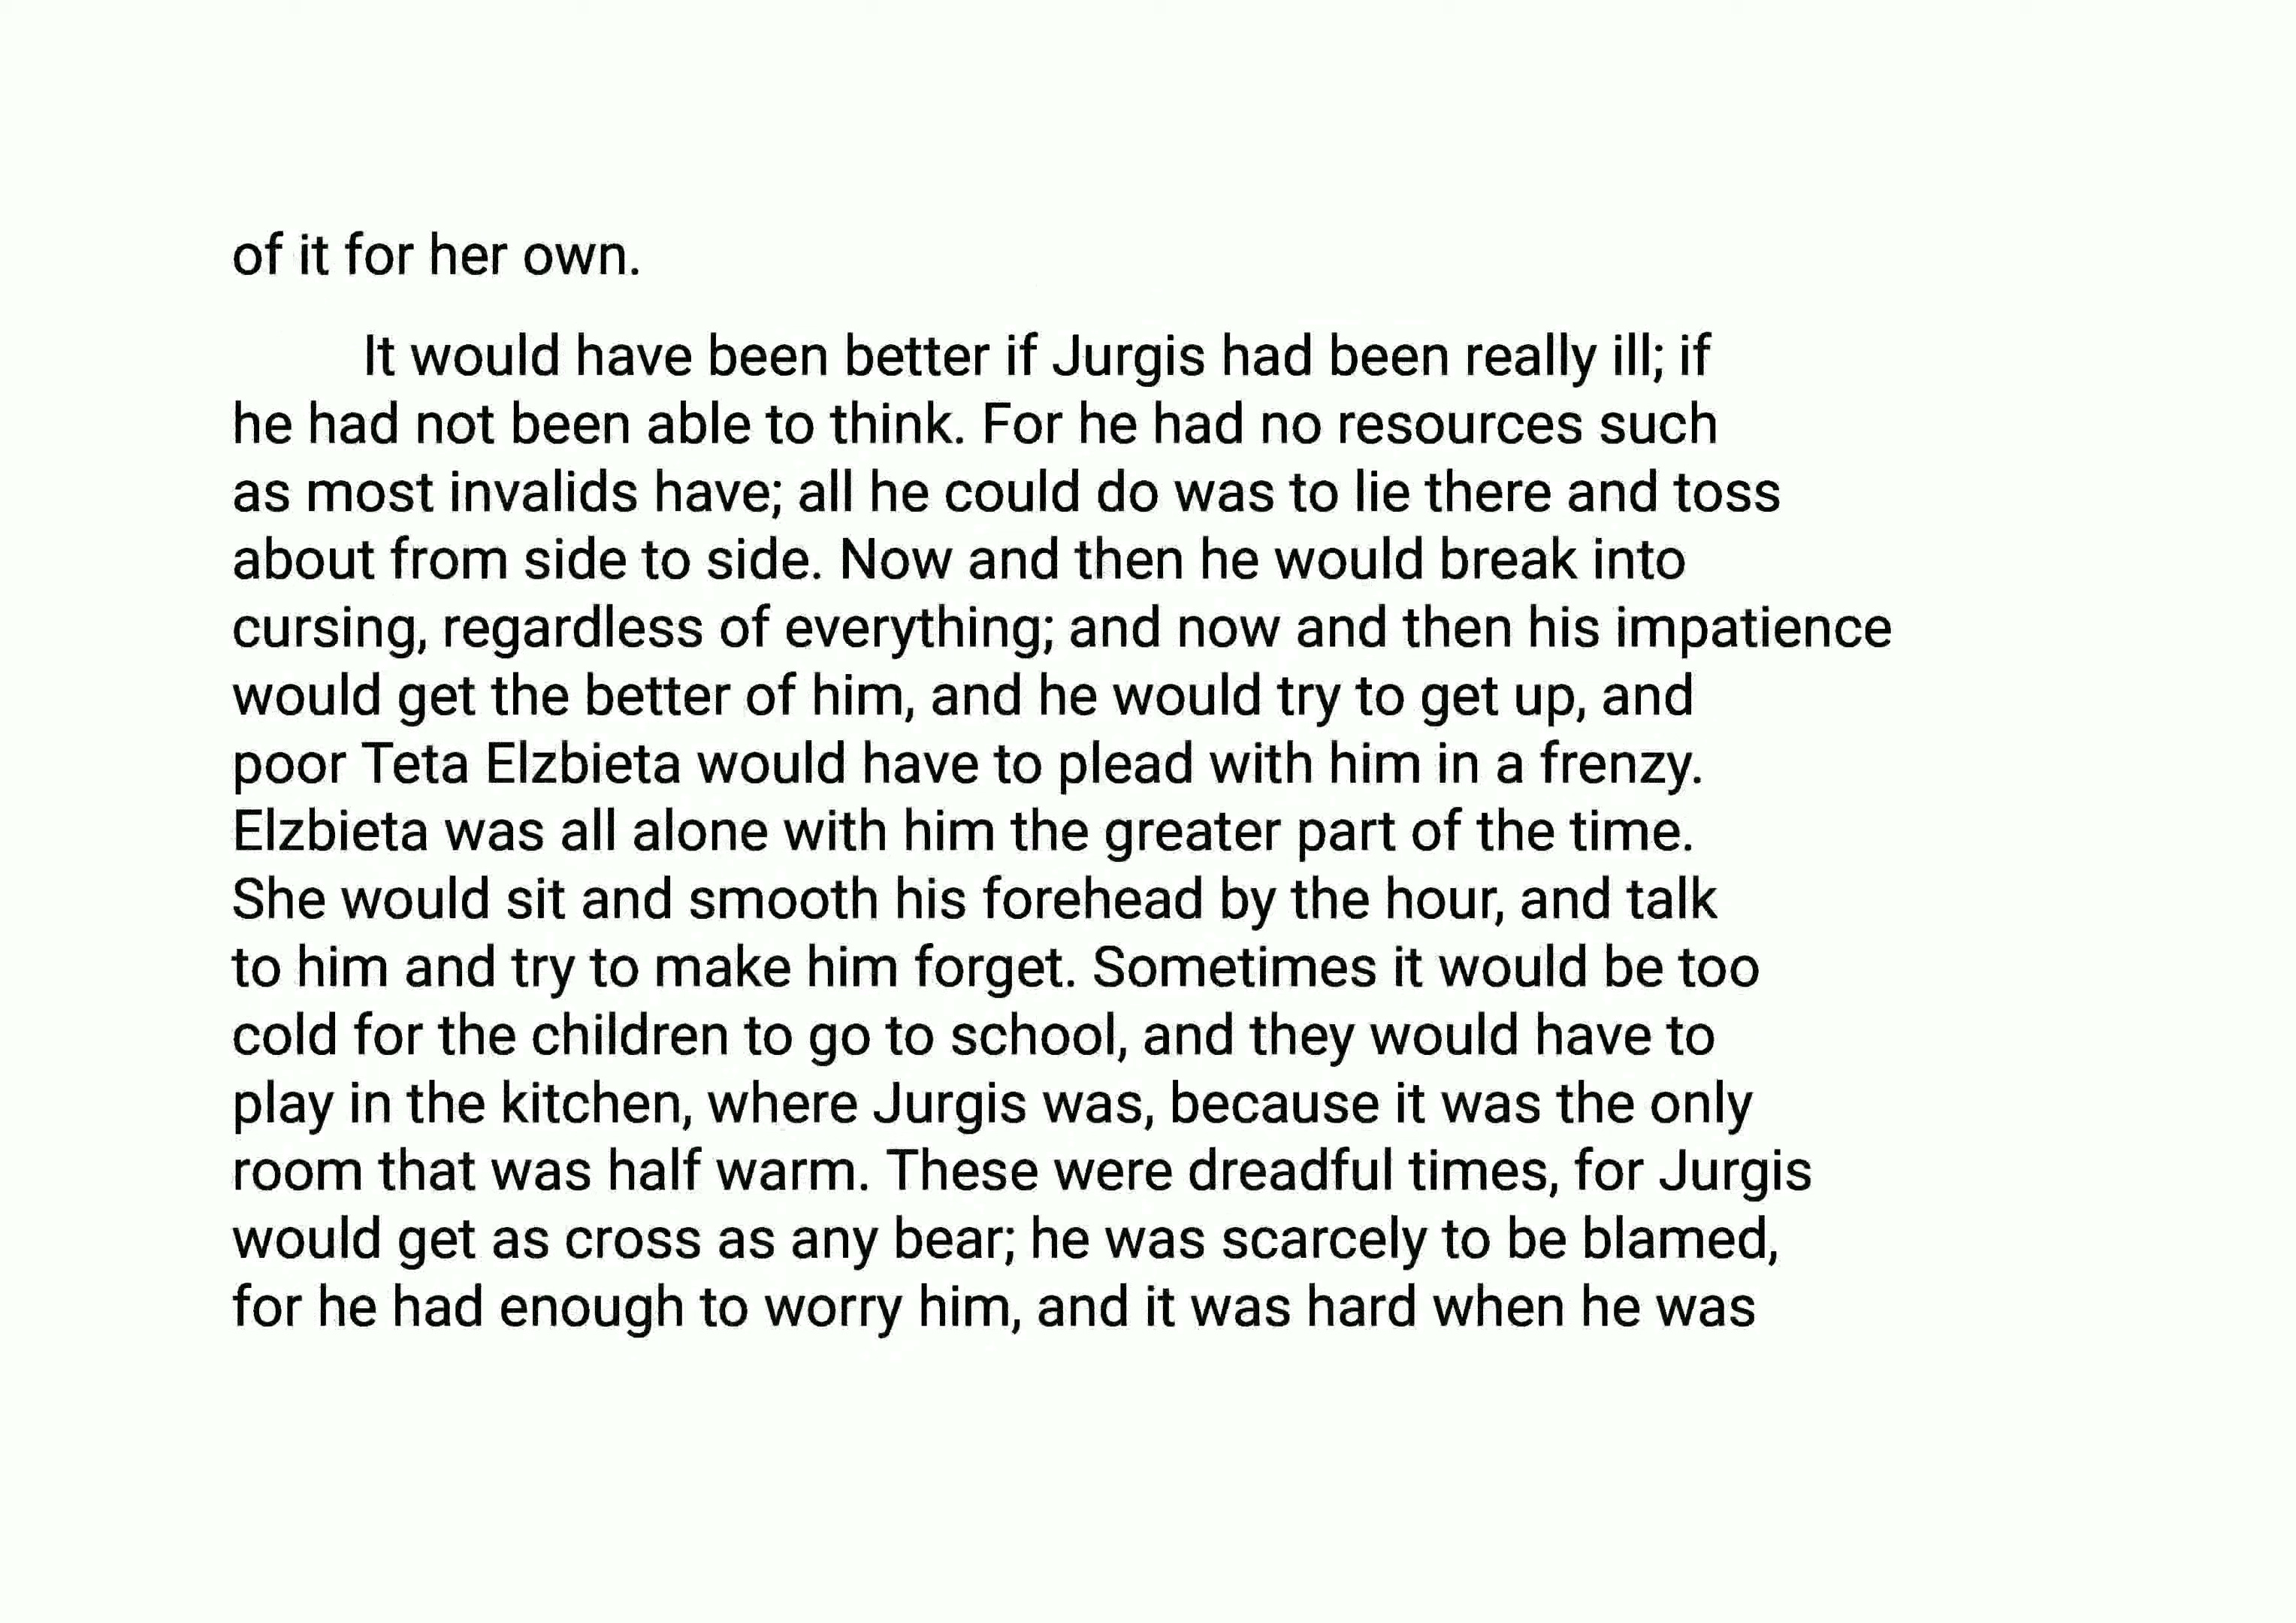 of it for her own.
It would have been better if Jurgis had been really ill; if
he had not been able to think. For he had no resources such
as most invalids have; all he could do was to lie there and toss
about from side to side. Now and then he would break into
cursing, regardless of everything; and now and then his impatience
would get the better of him, and he would try to get up, and
poor Teta Elzbieta would have to plead with him in a frenzy.
Elzbieta was all alone with him the greater part of the time.
She would sit and smooth his forehead by the hour, and talk
to him and try to make him forget. Sometimes it would be too
cold for the children to go to school, and they would have to
play in the kitchen, where Jurgis was, because it was the only
room that was half warm. These were dreadful times, for Jurgis
would get as cross as any bear; he was scarcely to be blamed,
for he had enough to worry him, and it was hard when he was